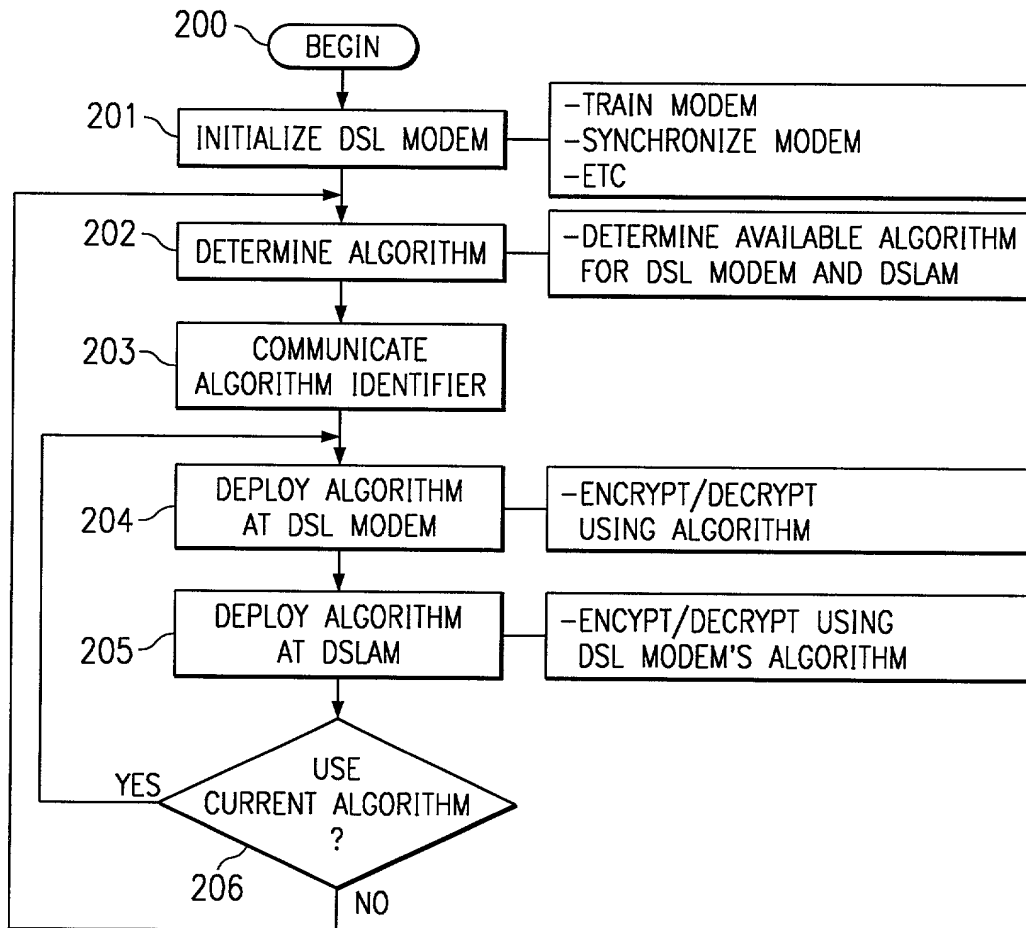 200
BEGIN
201
INITIALIZE DSL MODEM
-TRAIN MODEM
-SYNCHRONIZE MODEM
-ETC
202
DETERMINE ALGORITHM
-DETERMINE AVAILABLE ALGORITHM
FOR DSL MODEM AND DSLAM
203
COMMUNICATE
ALGORITHM IDENTIFIER
204
DEPLOY ALGORITHM
AT DSL MODEM
-ENCRYPT/DECRYPT
USING ALGORITHM
205
DEPLOY ALGORITHM
AT DSLAM
-ENCYPT/DECRYPT USING
DSL MODEM'S ALGORITHM
YES
USE
CURRENT ALGORITHM
?
206
NO